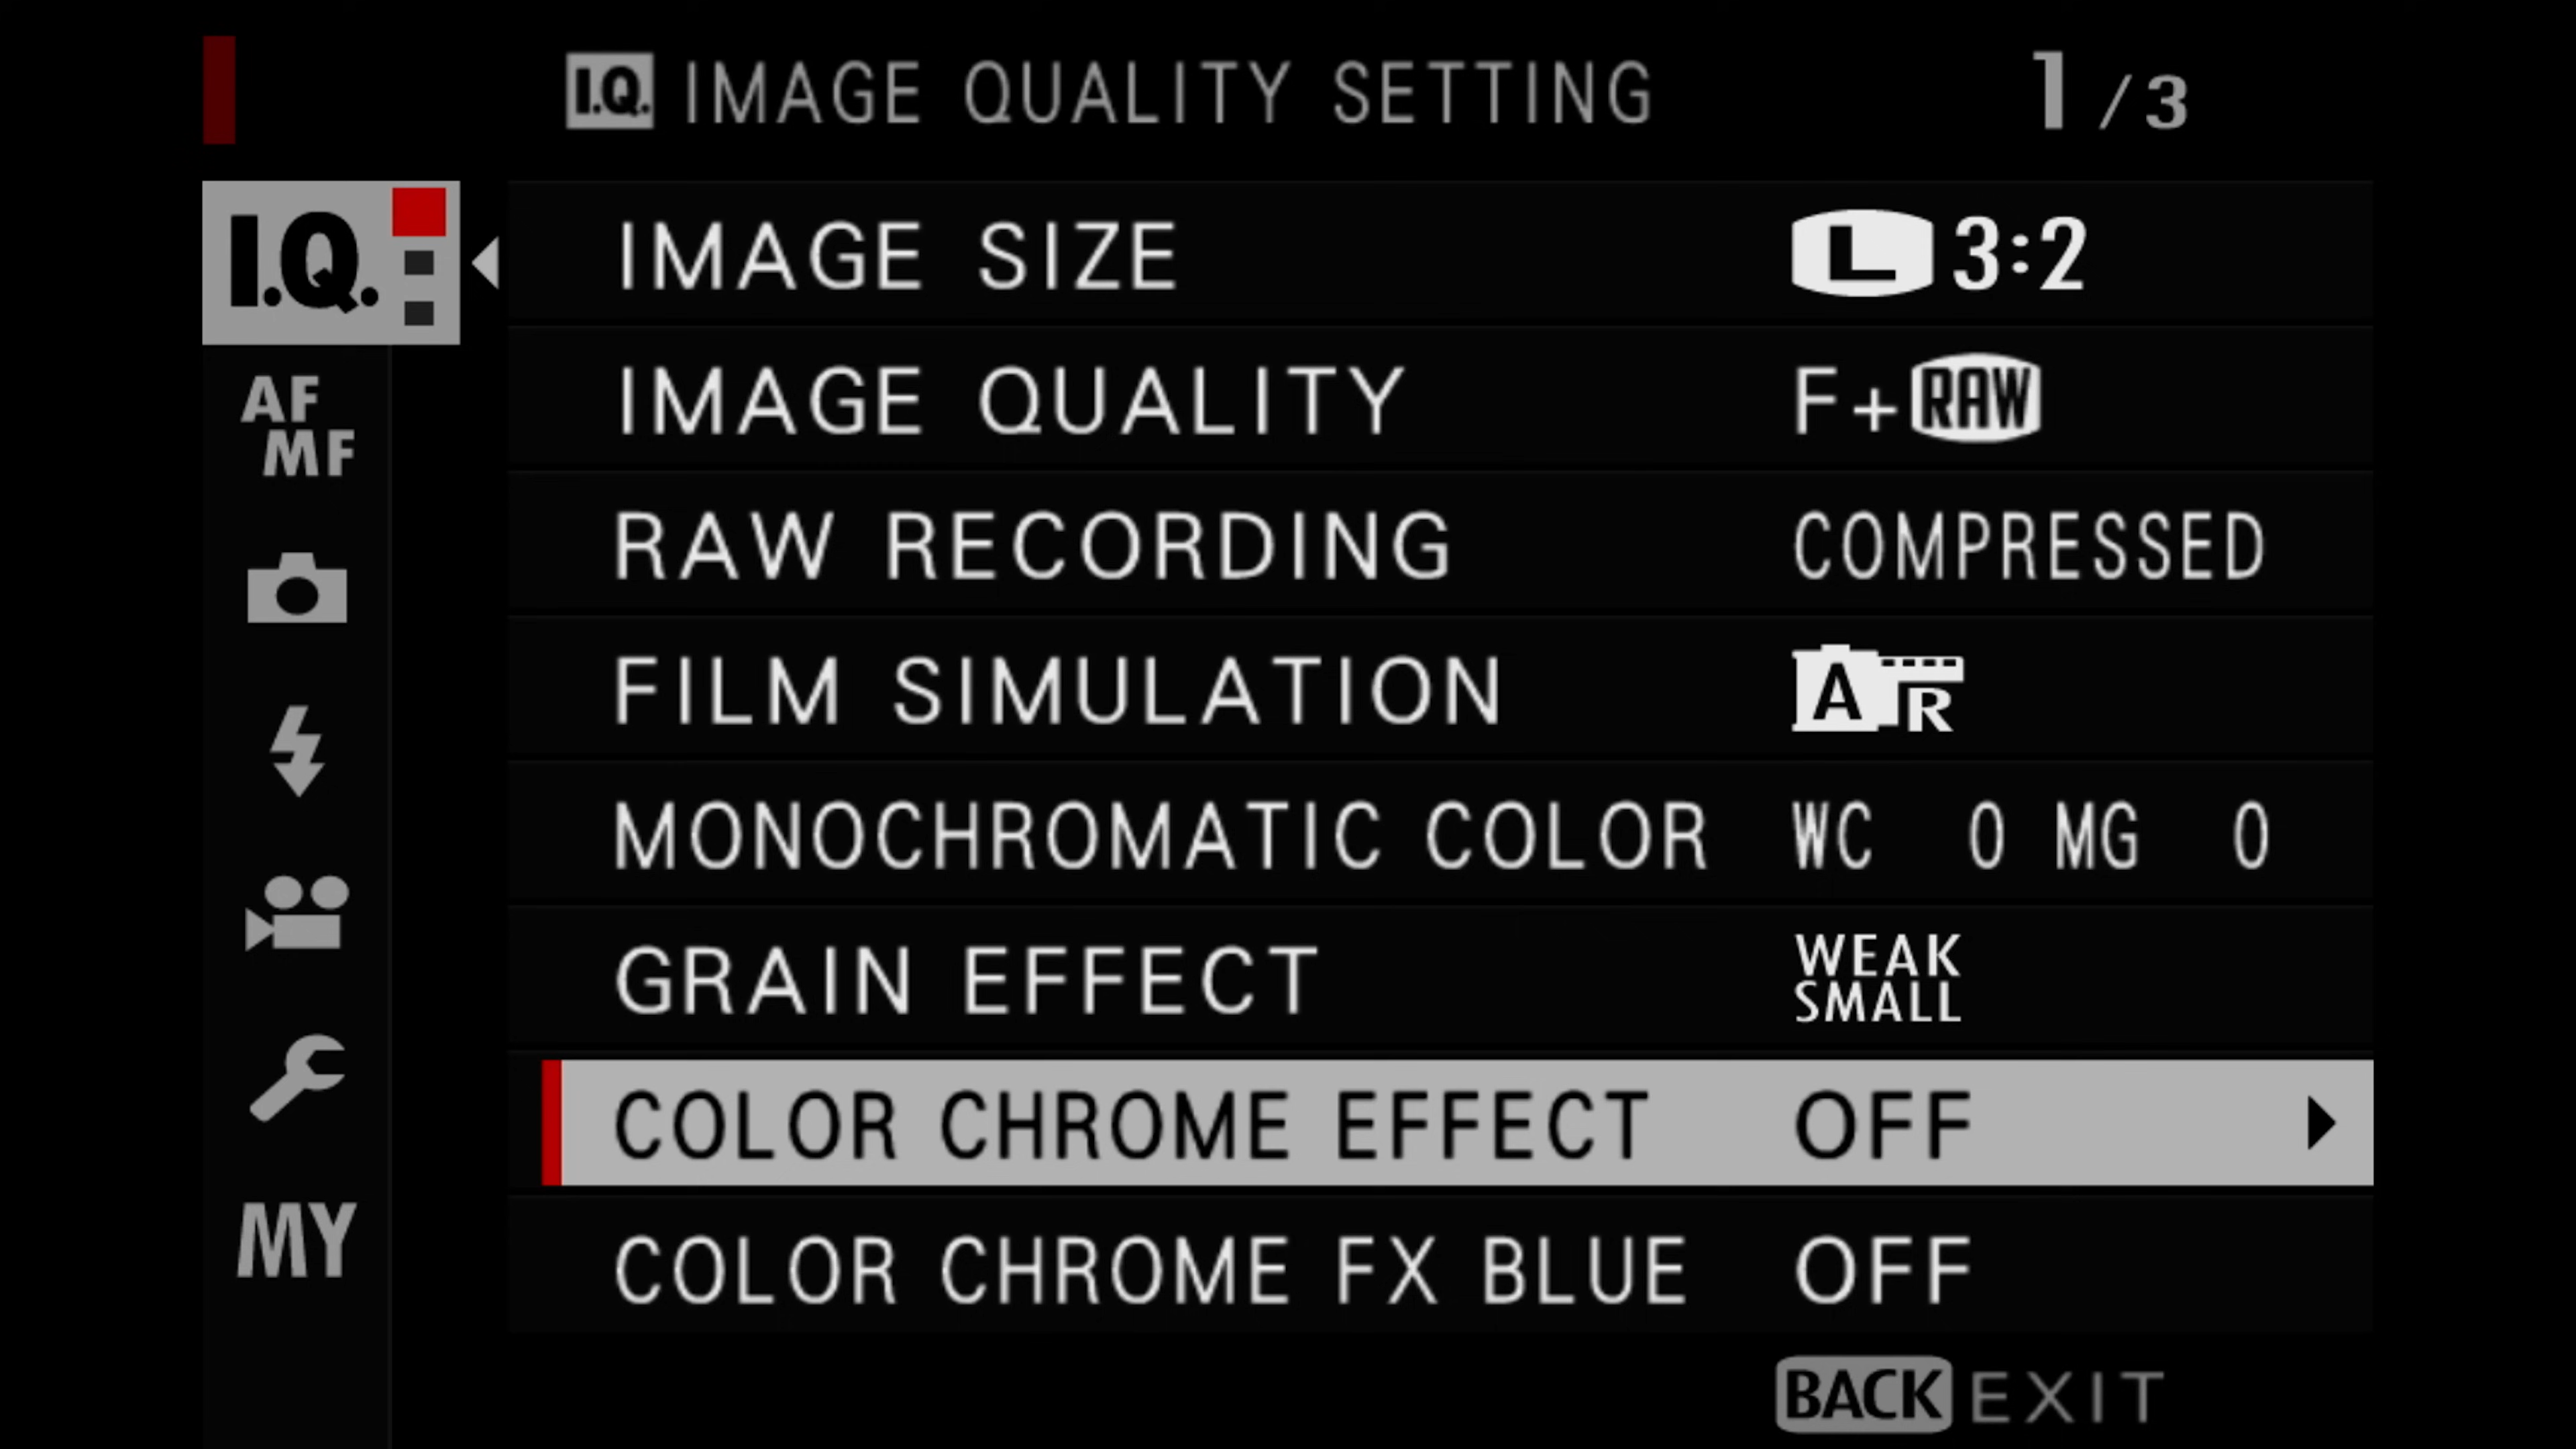 I.Q. IMAGE QUALITY SETTING 1/3
I.Q.
AF
MF
MY
IMAGE SIZE L 3:2
IMAGE QUALITY F+RAW
RAW RECORDING COMPRESSED
FILM SIMULATION A R
MONOCHROMATIC COLOR WC 0 MG 0
GRAIN EFFECT WEAK
SMALL
COLOR CHROME EFFECT OFF
COLOR CHROME FX BLUE OFF
BACK EXIT